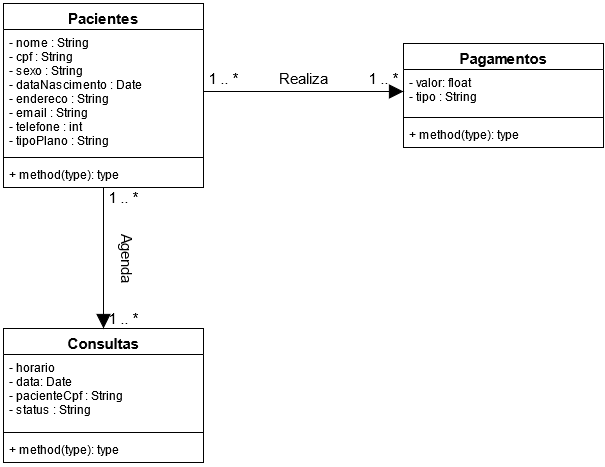 Pacientes
- nome : String
- cpf : String
- sexo : String
- dataNascimento : Date
- endereco : String
- email : String
- telefone : int
- tipoPlano : String
+ method(type): type
1 .. *
Realiza
1 .. *
Pagamentos
- valor: float
- tipo : String
+ method(type): type
1 .. *
Agenda
1 .. *
Consultas
- horario
- data: Date
- pacienteCpf : String
- status : String
+ method(type): type